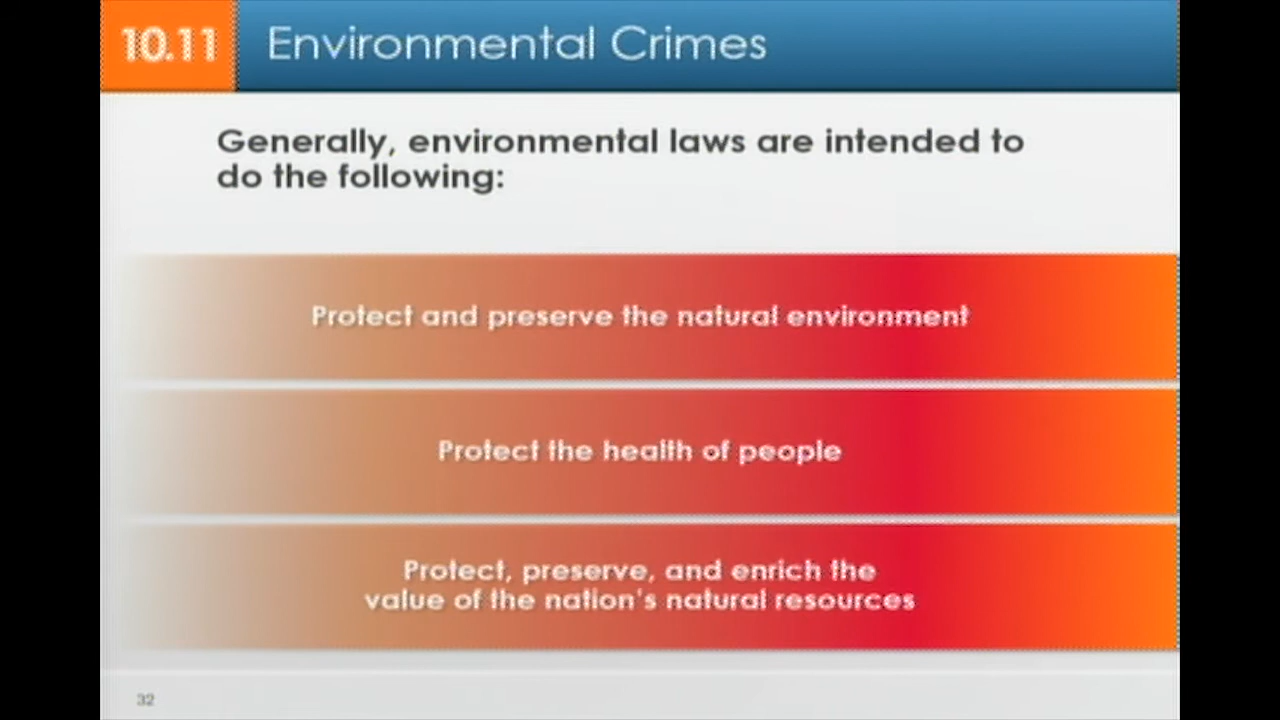 10.11 Environmental Crimes
Generally, environmental laws are intended to
do the following:
Protect and preserve the natural environment
Protect the health of people
Protect, preserve, and enrich the
value of the nation's natural resources
32